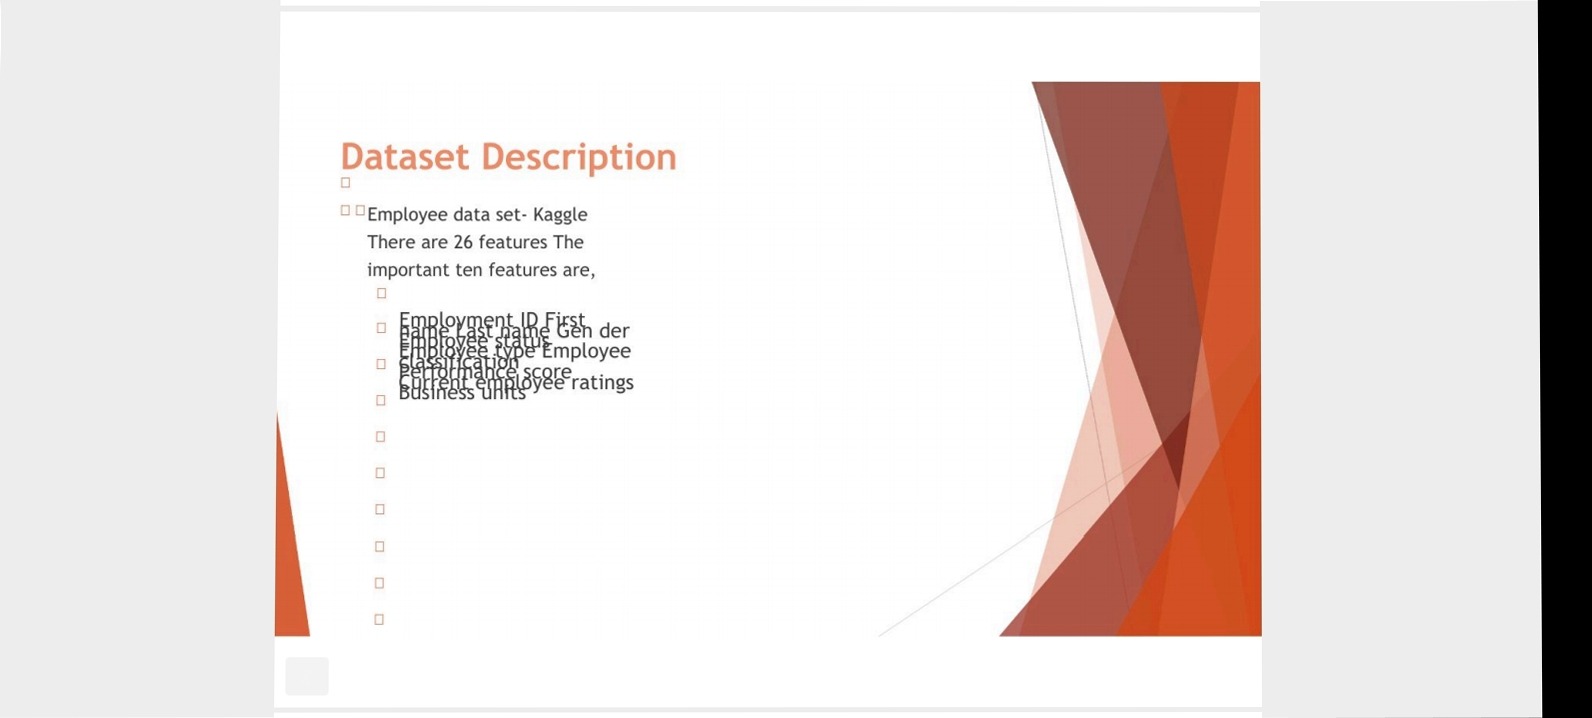 Dataset Description
Employee data set- Kaggle
There are 26 features The
important ten features are,
Employment ID First
name Last name Gen der
Employee status
Employee type Employee
classification
Performance score
Current employee ratings
Business units